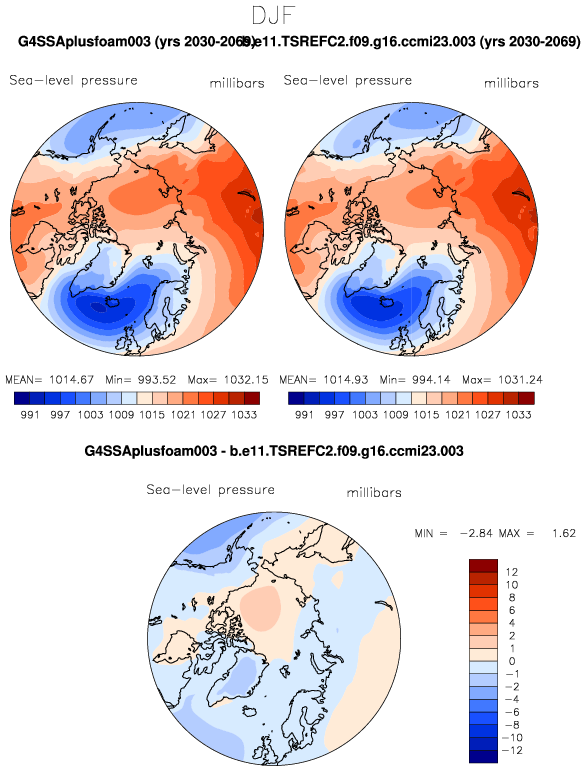 DJF
G4SSAplusfoam003 (yrs 2030-2069) b.e11.TSREFC2.f09.g16.ccmi23.003 (yrs 2030-2069)
Sea-level pressure millibars Sea-level pressure millibars
MEAN= 1014.67 Min= 993.52 Max= 1032.15 MEAN= 1014.93 Min= 994.14 Max= 1031.24
991 997 1003 1009 1015 1021 1027 1033 991 997 1003 1009 1015 1021 1027 1033
G4SSAplusfoam003 - b.e11.TSREFC2.f09.g16.ccmi23.003
Sea-level pressure millibars
MIN = -2.84 MAX = 1.62
12
10
8
6
4
2
1
0
-1
-2
-4
-6
-8
-10
-12